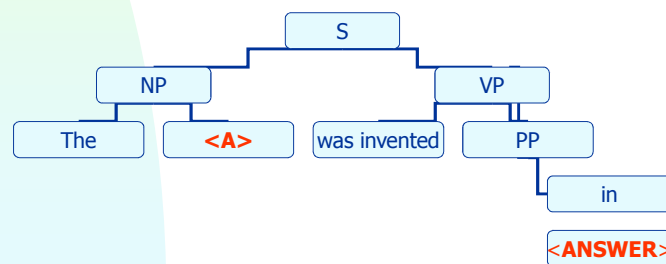 S
NP VP
The <A> was invented PP
in
<ANSWER>